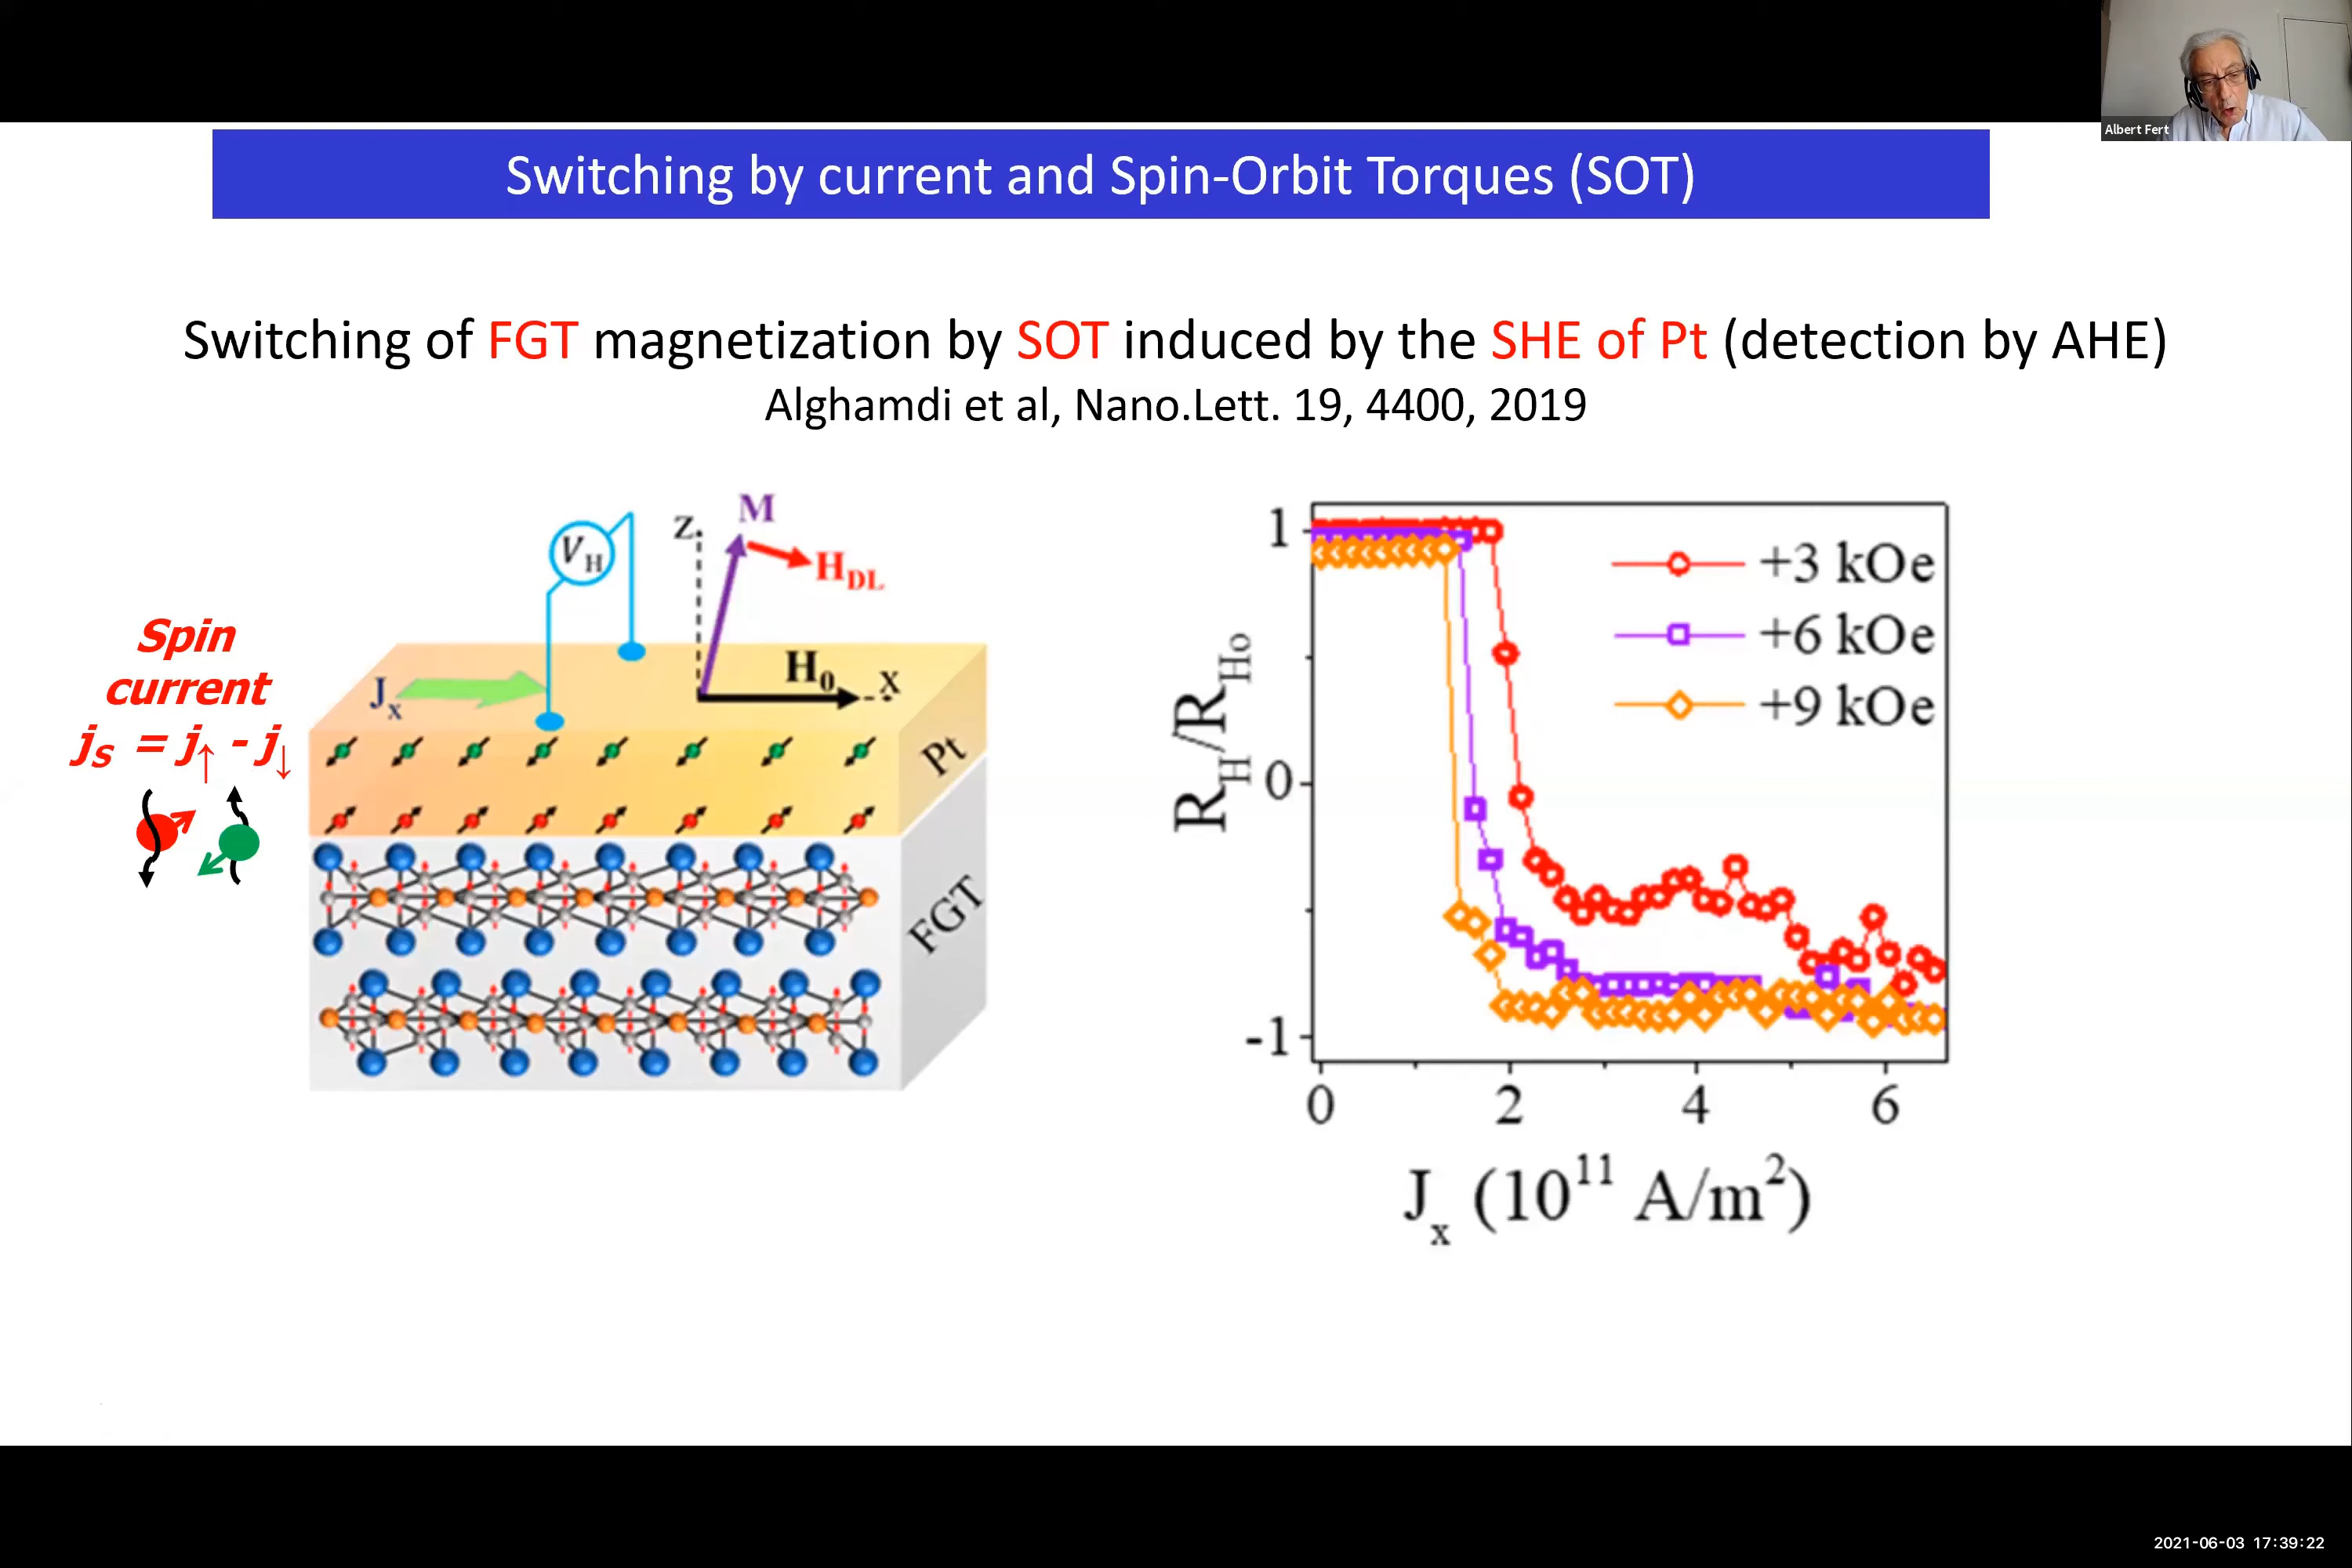 Albert Fert
Switching by current and Spin-Orbit Torques (SOT)
Switching of FGT magnetization by SOT induced by the SHE of Pt (detection by AHE)
Alghamdi et al, Nano.Lett. 19, 4400, 2019
Spin
current
jS = j↑ - j↓
VH
Z
M
HDL
Jx
H0
X
Pt
FGT
RH/RHo
1
0
-1
+3 kOe
+6 kOe
+9 kOe
0 2 4 6
Jx (10^11 A/m^2)
2021-06-03 17:39:22